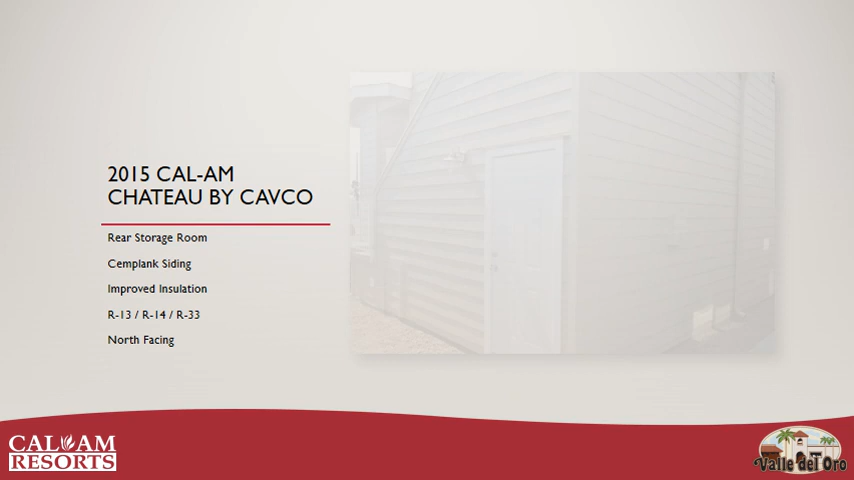 2015 CAL-AM
CHATEAU BY CAVCO
Rear Storage Room
Cemplank Siding
Improved Insulation
R-13 / R-14 / R-33
North Facing
CAL AM
RESORTS
Valle del Oro